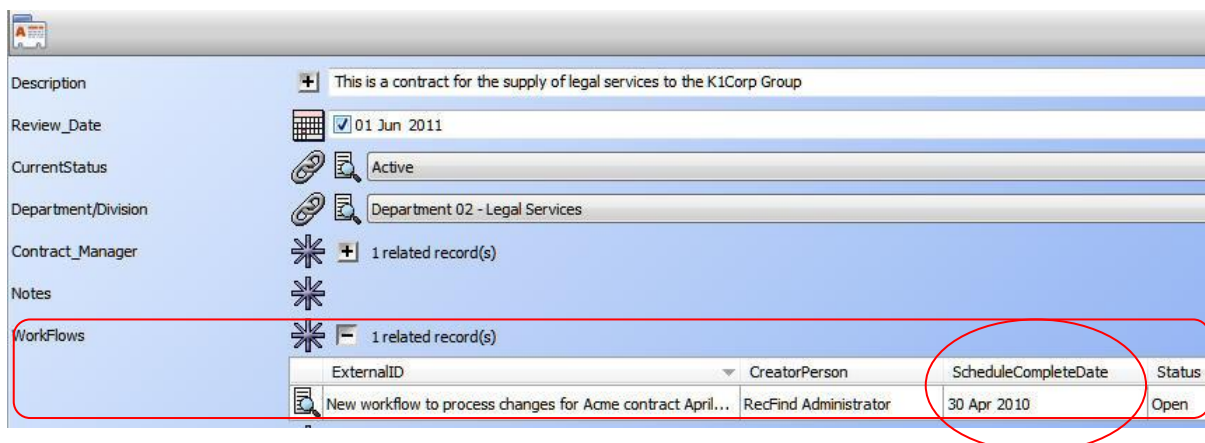 Description This is a contract for the supply of legal services to the K1Corp Group
Review_Date 01 Jun 2011
CurrentStatus Active
Department/Division Department 02 - Legal Services
Contract_Manager 1 related record(s)
Notes
WorkFlows 1 related record(s)
ExternalID CreatorPerson ScheduleCompleteDate Status
New workflow to process changes for Acme contract April... RecFind Administrator 30 Apr 2010 Open